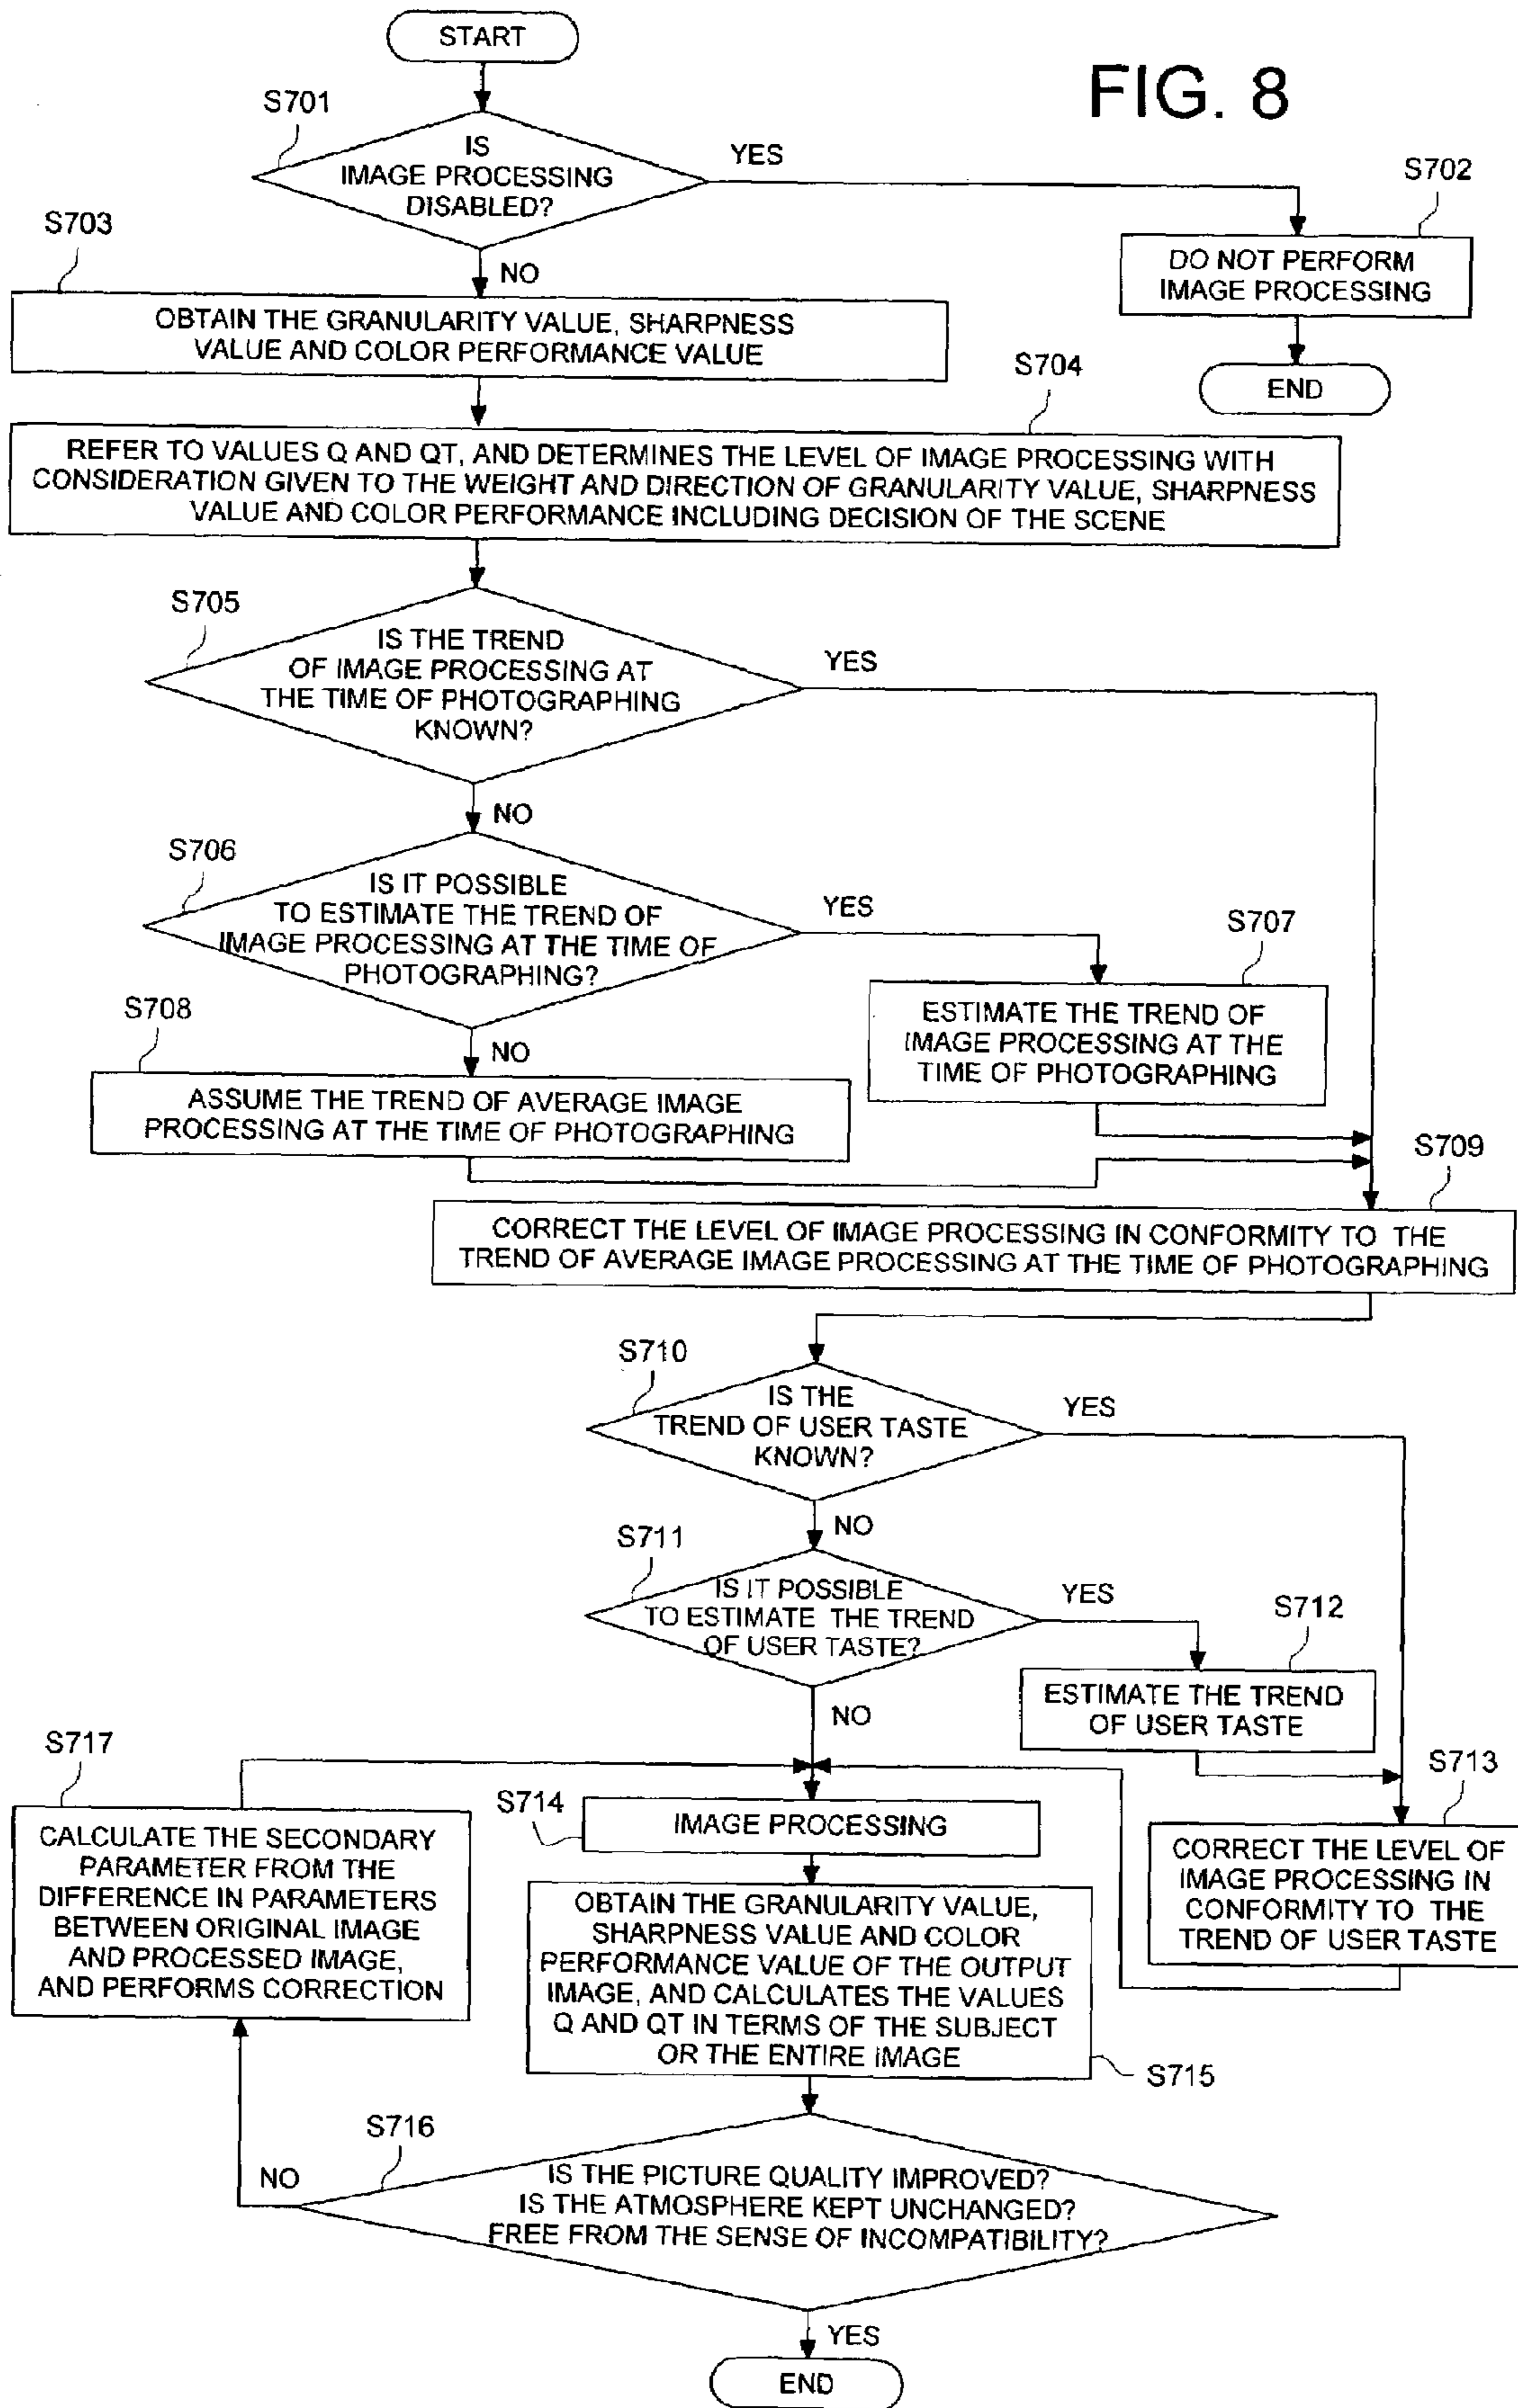 START
FIG. 8
S701
IS
IMAGE PROCESSING
DISABLED?
YES
S702
DO NOT PERFORM
IMAGE PROCESSING
END
S703
NO
OBTAIN THE GRANULARITY VALUE, SHARPNESS
VALUE AND COLOR PERFORMANCE VALUE
S704
REFER TO VALUES Q AND QT, AND DETERMINES THE LEVEL OF IMAGE PROCESSING WITH
CONSIDERATION GIVEN TO THE WEIGHT AND DIRECTION OF GRANULARITY VALUE, SHARPNESS
VALUE AND COLOR PERFORMANCE INCLUDING DECISION OF THE SCENE
S705
IS THE TREND
OF IMAGE PROCESSING AT
THE TIME OF PHOTOGRAPHING
KNOWN?
YES
NO
S706
IS IT POSSIBLE
TO ESTIMATE THE TREND OF
IMAGE PROCESSING AT THE TIME OF
PHOTOGRAPHING?
YES
S707
ESTIMATE THE TREND OF
IMAGE PROCESSING AT THE
TIME OF PHOTOGRAPHING
S708
NO
ASSUME THE TREND OF AVERAGE IMAGE
PROCESSING AT THE TIME OF PHOTOGRAPHING
S709
CORRECT THE LEVEL OF IMAGE PROCESSING IN CONFORMITY TO THE
TREND OF AVERAGE IMAGE PROCESSING AT THE TIME OF PHOTOGRAPHING
S710
IS THE
TREND OF USER TASTE
KNOWN?
YES
NO
S711
IS IT POSSIBLE
TO ESTIMATE THE TREND
OF USER TASTE?
YES
S712
ESTIMATE THE TREND
OF USER TASTE
NO
S713
CORRECT THE LEVEL OF
IMAGE PROCESSING IN
CONFORMITY TO THE
TREND OF USER TASTE
S717
CALCULATE THE SECONDARY
PARAMETER FROM THE
DIFFERENCE IN PARAMETERS
BETWEEN ORIGINAL IMAGE
AND PROCESSED IMAGE,
AND PERFORMS CORRECTION
S714
IMAGE PROCESSING
OBTAIN THE GRANULARITY VALUE,
SHARPNESS VALUE AND COLOR
PERFORMANCE VALUE OF THE OUTPUT
IMAGE, AND CALCULATES THE VALUES
Q AND QT IN TERMS OF THE SUBJECT
OR THE ENTIRE IMAGE
S715
S716
NO
IS THE PICTURE QUALITY IMPROVED?
IS THE ATMOSPHERE KEPT UNCHANGED?
FREE FROM THE SENSE OF INCOMPATIBILITY?
YES
END